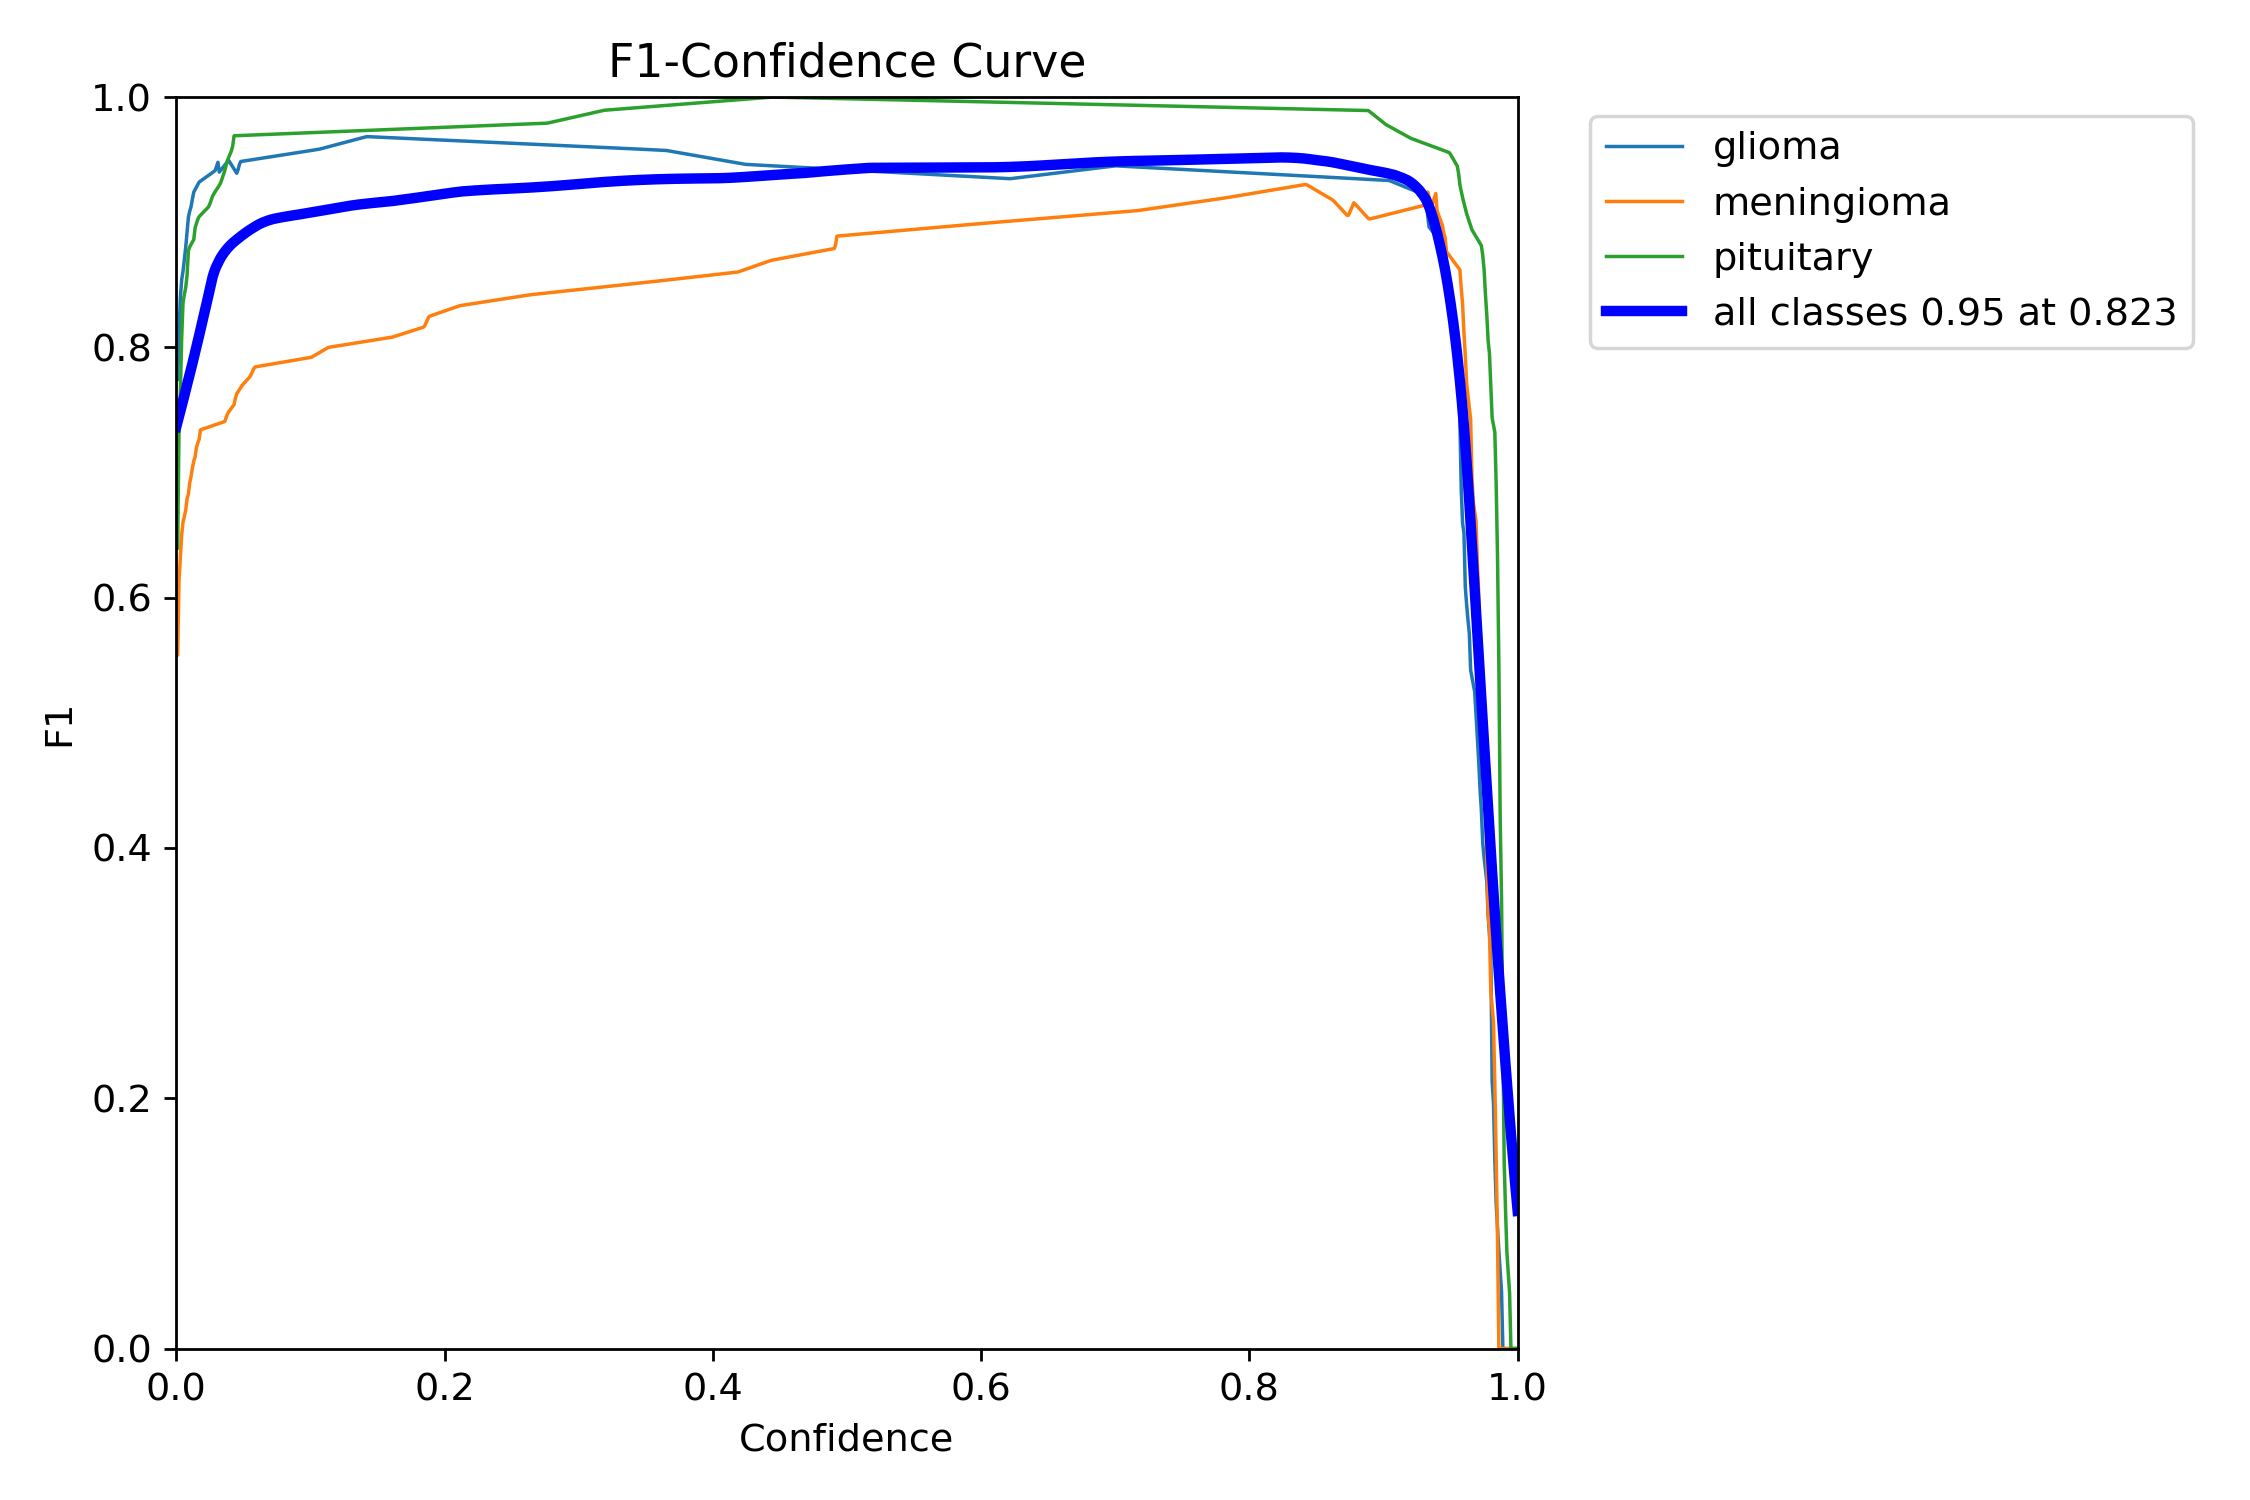 F1-Confidence Curve
1.0
0.8
0.6
0.4
0.2
0.0
F1
0.0 0.2 0.4 0.6 0.8 1.0
Confidence
glioma
meningioma
pituitary
all classes 0.95 at 0.823